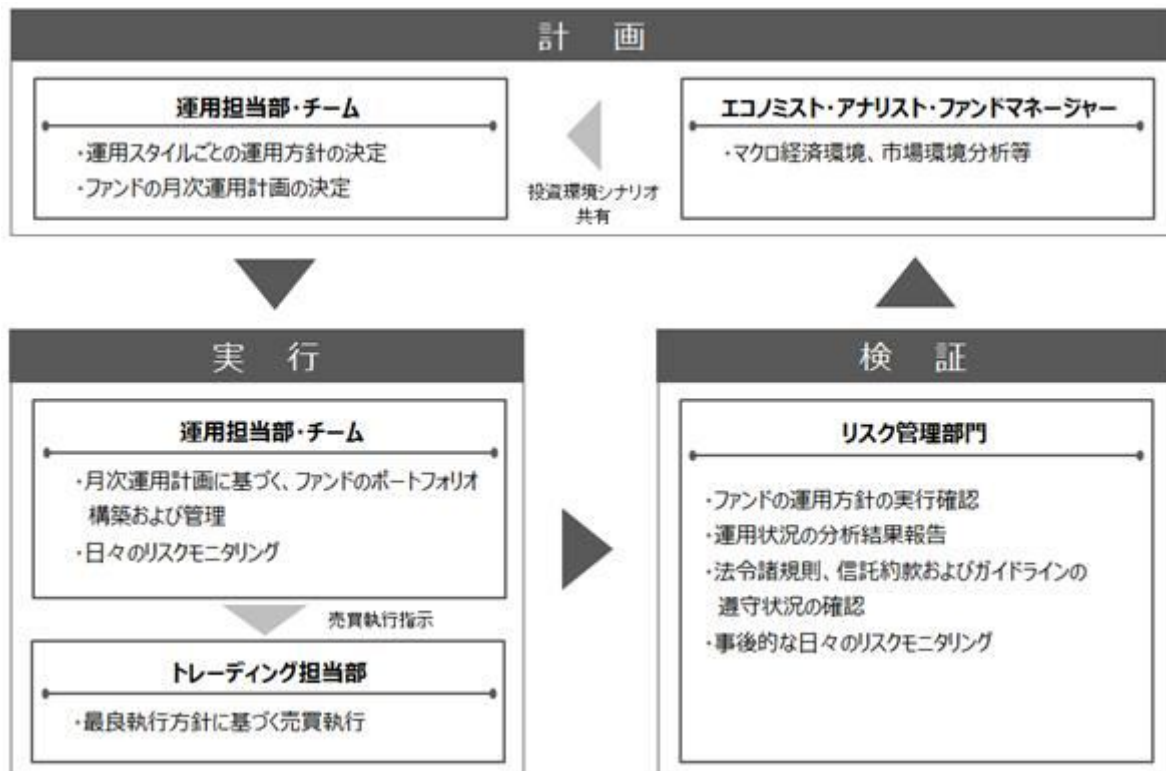 計 画
運用担当部・チーム
・運用スタイルごとの運用方針の決定
・ファンドの月次運用計画の決定
投資環境シナリオ
共有
エコノミスト・アナリスト・ファンドマネージャー
・マクロ経済環境、市場環境分析等
実 行
運用担当部・チーム
・月次運用計画に基づく、ファンドのポートフォリオ
構築および管理
・日々のリスクモニタリング
売買執行指示
トレーディング担当部
・最良執行方針に基づく売買執行
検 証
リスク管理部門
・ファンドの運用方針の実行確認
・運用状況の分析結果報告
・法令諸規則、信託約款およびガイドラインの
遵守状況の確認
・事後的な日々のリスクモニタリング